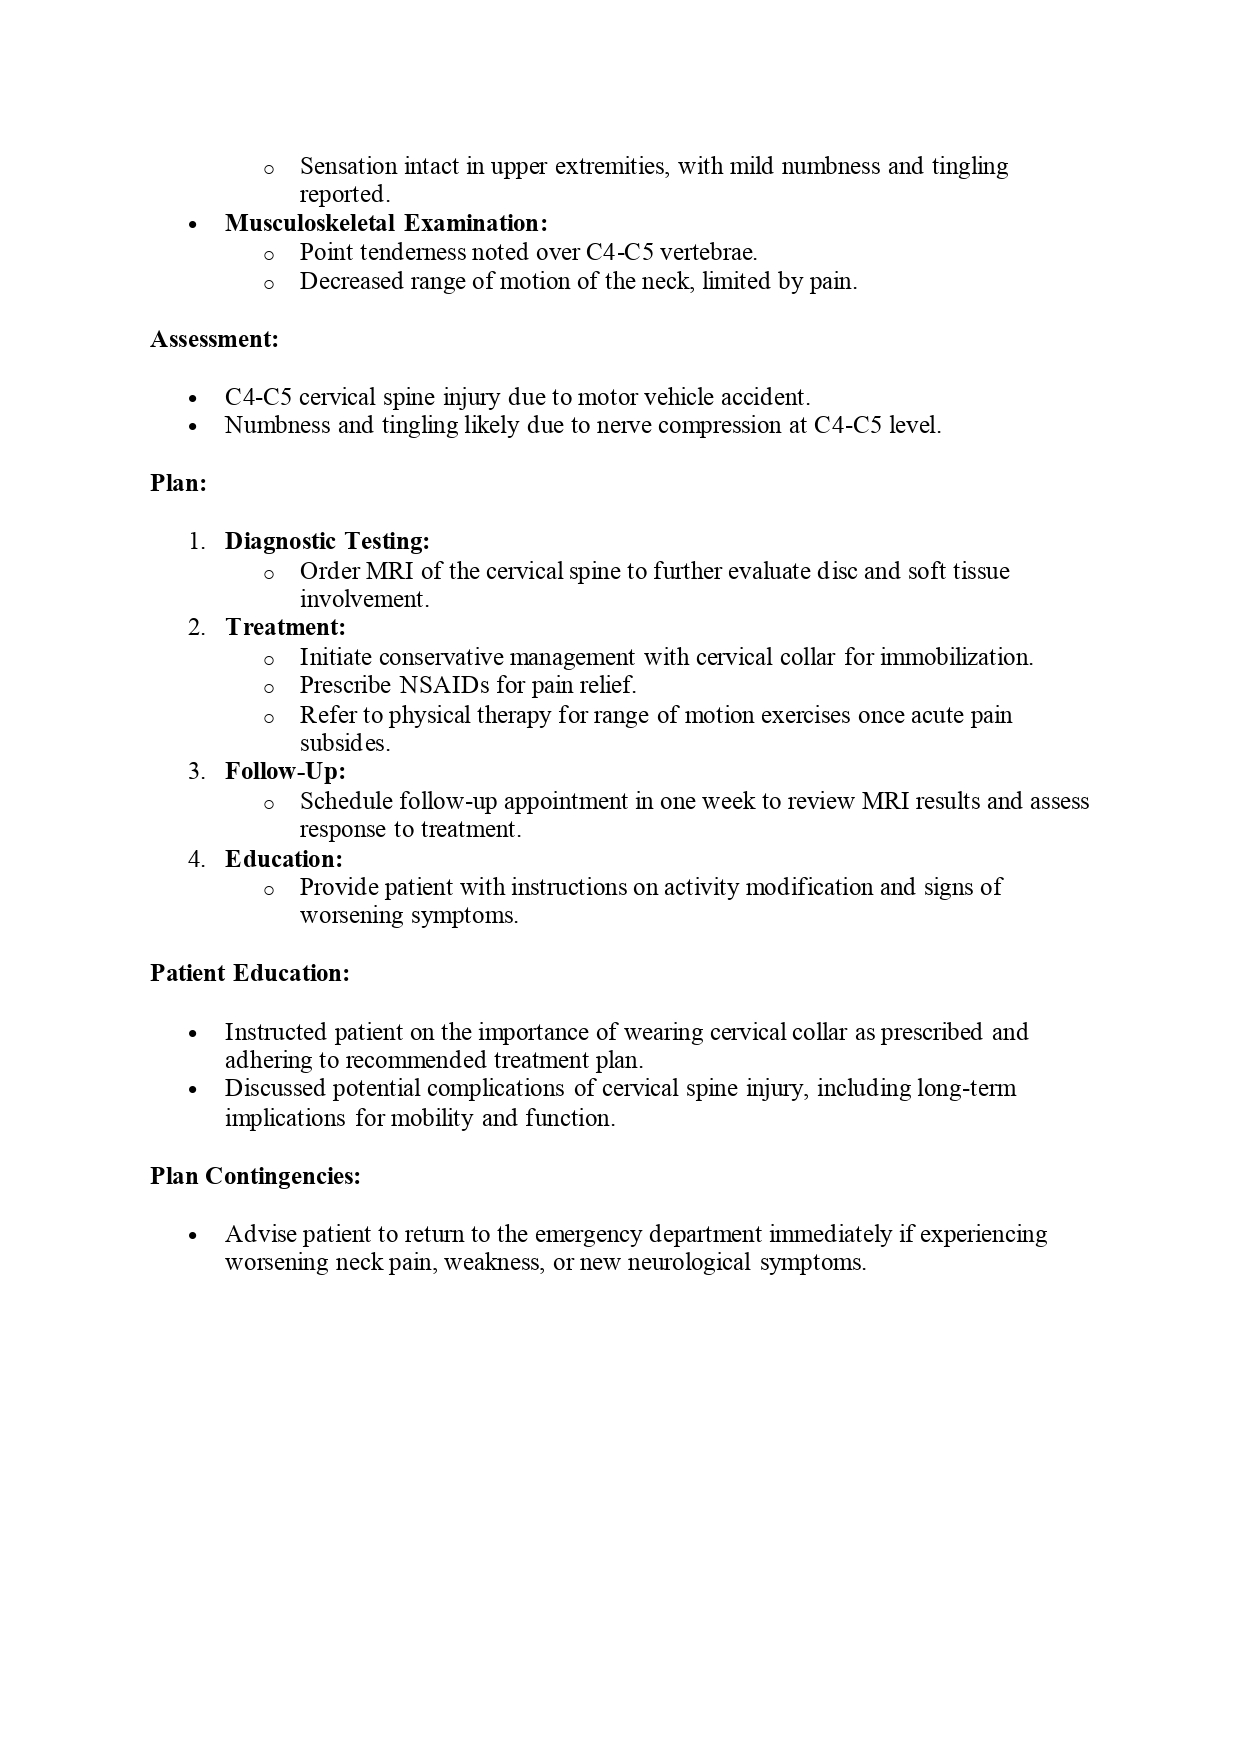 o Sensation intact in upper extremities, with mild numbness and tingling
reported.
• Musculoskeletal Examination:
o Point tenderness noted over C4-C5 vertebrae.
o Decreased range of motion of the neck, limited by pain.
Assessment:
• C4-C5 cervical spine injury due to motor vehicle accident.
• Numbness and tingling likely due to nerve compression at C4-C5 level.
Plan:
1. Diagnostic Testing:
o Order MRI of the cervical spine to further evaluate disc and soft tissue
involvement.
2. Treatment:
o Initiate conservative management with cervical collar for immobilization.
o Prescribe NSAIDs for pain relief.
o Refer to physical therapy for range of motion exercises once acute pain
subsides.
3. Follow-Up:
o Schedule follow-up appointment in one week to review MRI results and assess
response to treatment.
4. Education:
o Provide patient with instructions on activity modification and signs of
worsening symptoms.
Patient Education:
• Instructed patient on the importance of wearing cervical collar as prescribed and
adhering to recommended treatment plan.
• Discussed potential complications of cervical spine injury, including long-term
implications for mobility and function.
Plan Contingencies:
• Advise patient to return to the emergency department immediately if experiencing
worsening neck pain, weakness, or new neurological symptoms.